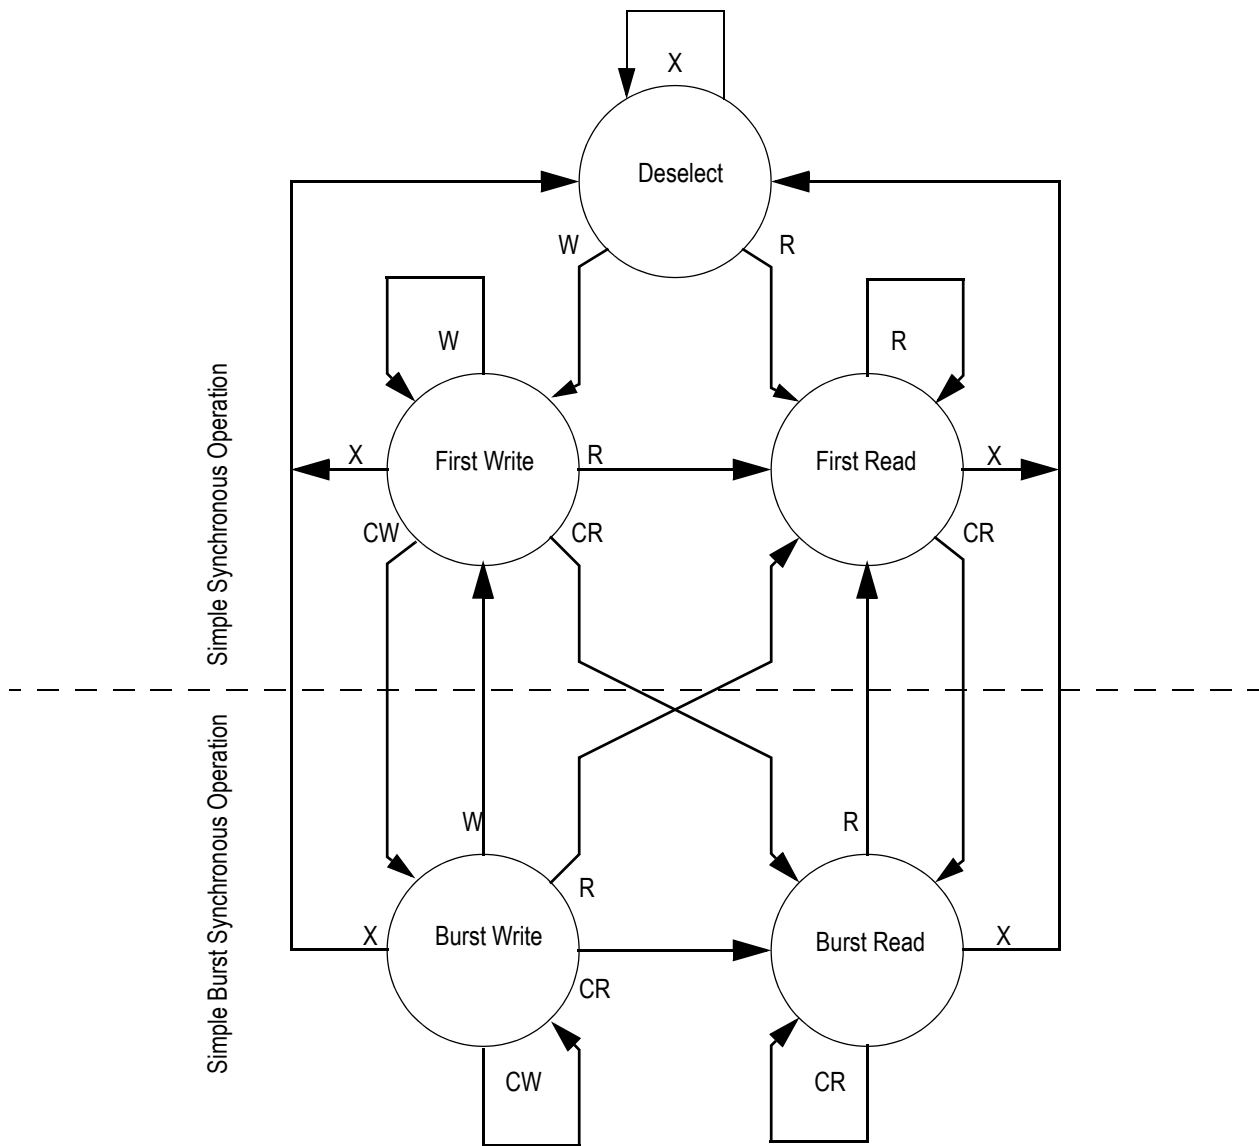 X
Deselect
W
R
W
R
Simple Synchronous Operation
First Write
First Read
X
R
X
CW
CR
CR
Simple Burst Synchronous Operation
W
R
R
X
Burst Write
Burst Read
X
CR
CW
CR